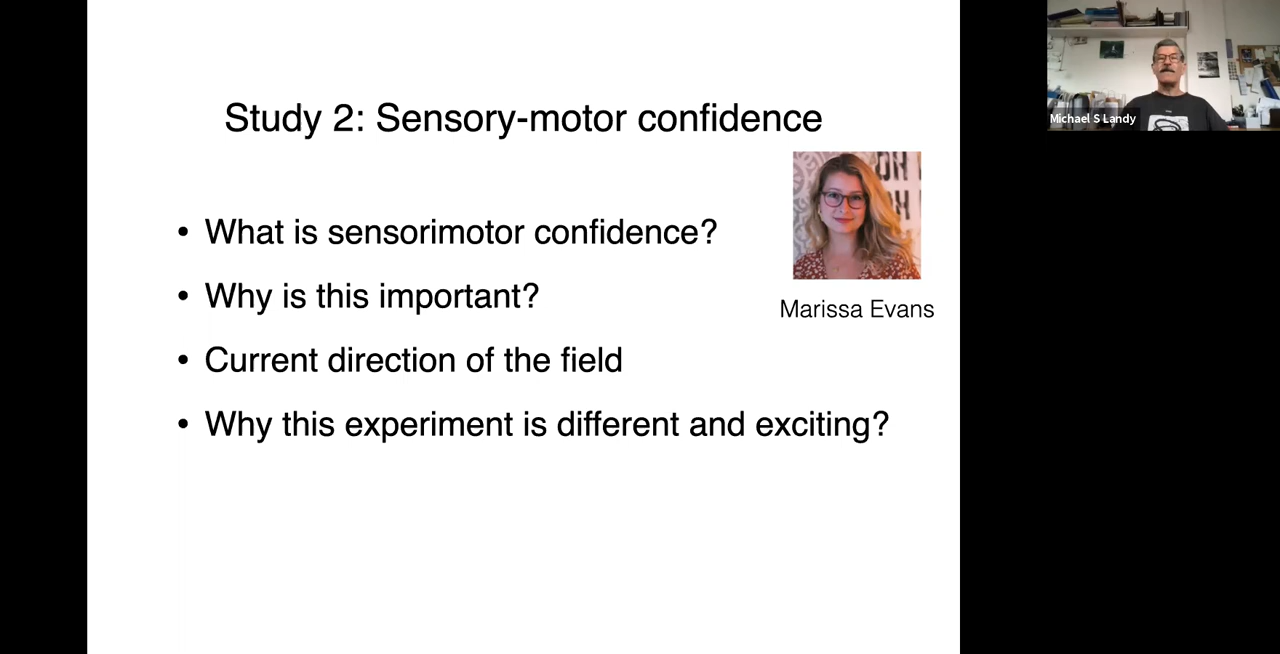 Study 2: Sensory-motor confidence
• What is sensorimotor confidence?
• Why is this important?
• Current direction of the field
• Why this experiment is different and exciting?
Marissa Evans
Michael S Landy